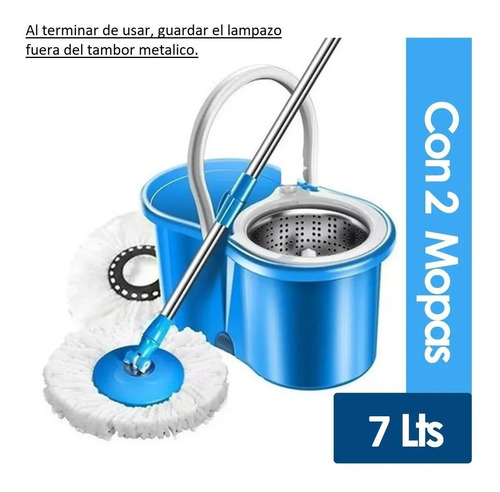 Al terminar de usar, guardar el lampazo
fuera del tambor metalico.
Con 2 Mopas
7 Lts